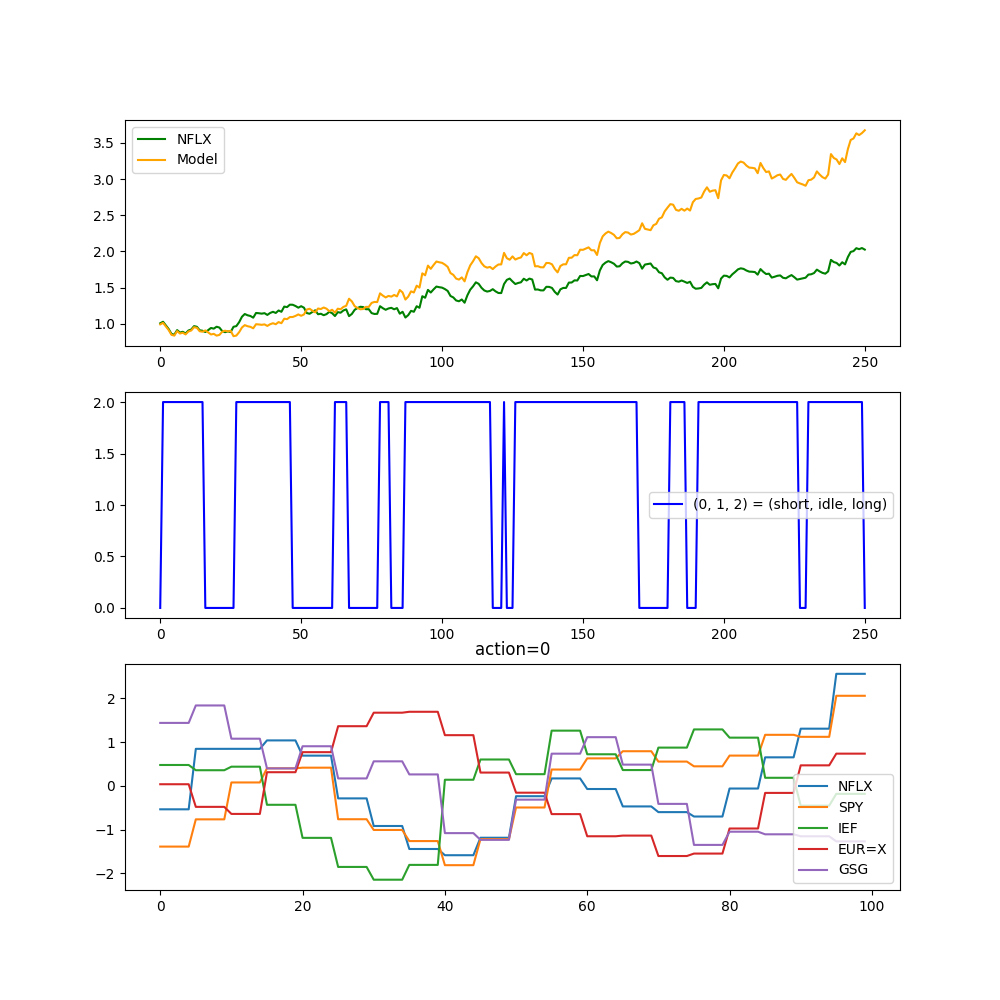 3.5
3.0
2.5
2.0
1.5
1.0
NFLX
Model
0 50 100 150 200 250
2.0
1.5
1.0
0.5
0.0
(0, 1, 2) = (short, idle, long)
0 50 100 150 200 250
action=0
2
1
0
−1
−2
NFLX
SPY
IEF
EUR=X
GSG
0 20 40 60 80 100